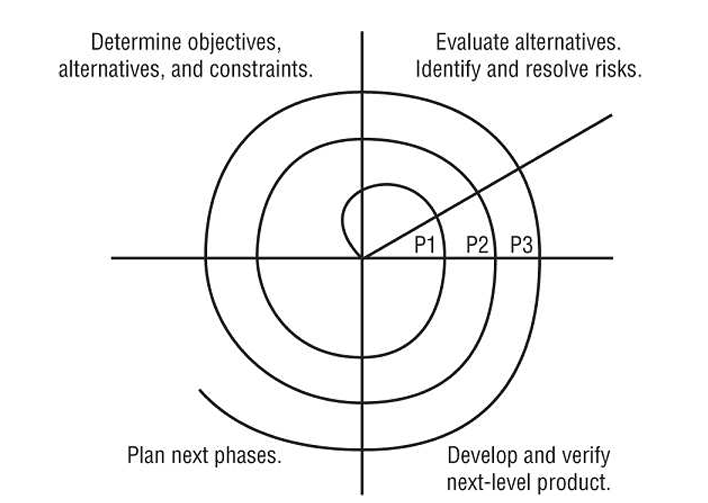 Determine objectives,
alternatives, and constraints.
Evaluate alternatives.
Identify and resolve risks.
P1 P2 P3
Plan next phases.
Develop and verify
next-level product.